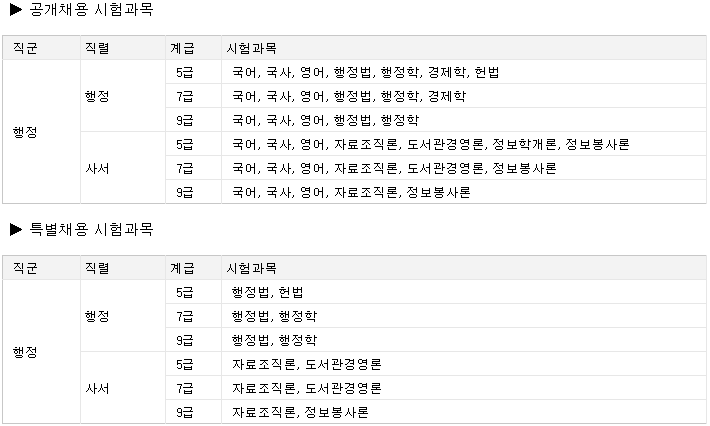 ▶ 공개채용 시험과목
직군 직렬 계급 시험과목
행정 행정 5급 국어, 국사, 영어, 행정법, 행정학, 경제학, 헌법
7급 국어, 국사, 영어, 행정법, 행정학, 경제학
9급 국어, 국사, 영어, 행정법, 행정학
사서 5급 국어, 국사, 영어, 자료조직론, 도서관경영론, 정보학개론, 정보봉사론
7급 국어, 국사, 영어, 자료조직론, 도서관경영론, 정보봉사론
9급 국어, 국사, 영어, 자료조직론, 정보봉사론
▶ 특별채용 시험과목
직군 직렬 계급 시험과목
행정 행정 5급 행정법, 헌법
7급 행정법, 행정학
9급 행정법, 행정학
사서 5급 자료조직론, 도서관경영론
7급 자료조직론, 도서관경영론
9급 자료조직론, 정보봉사론